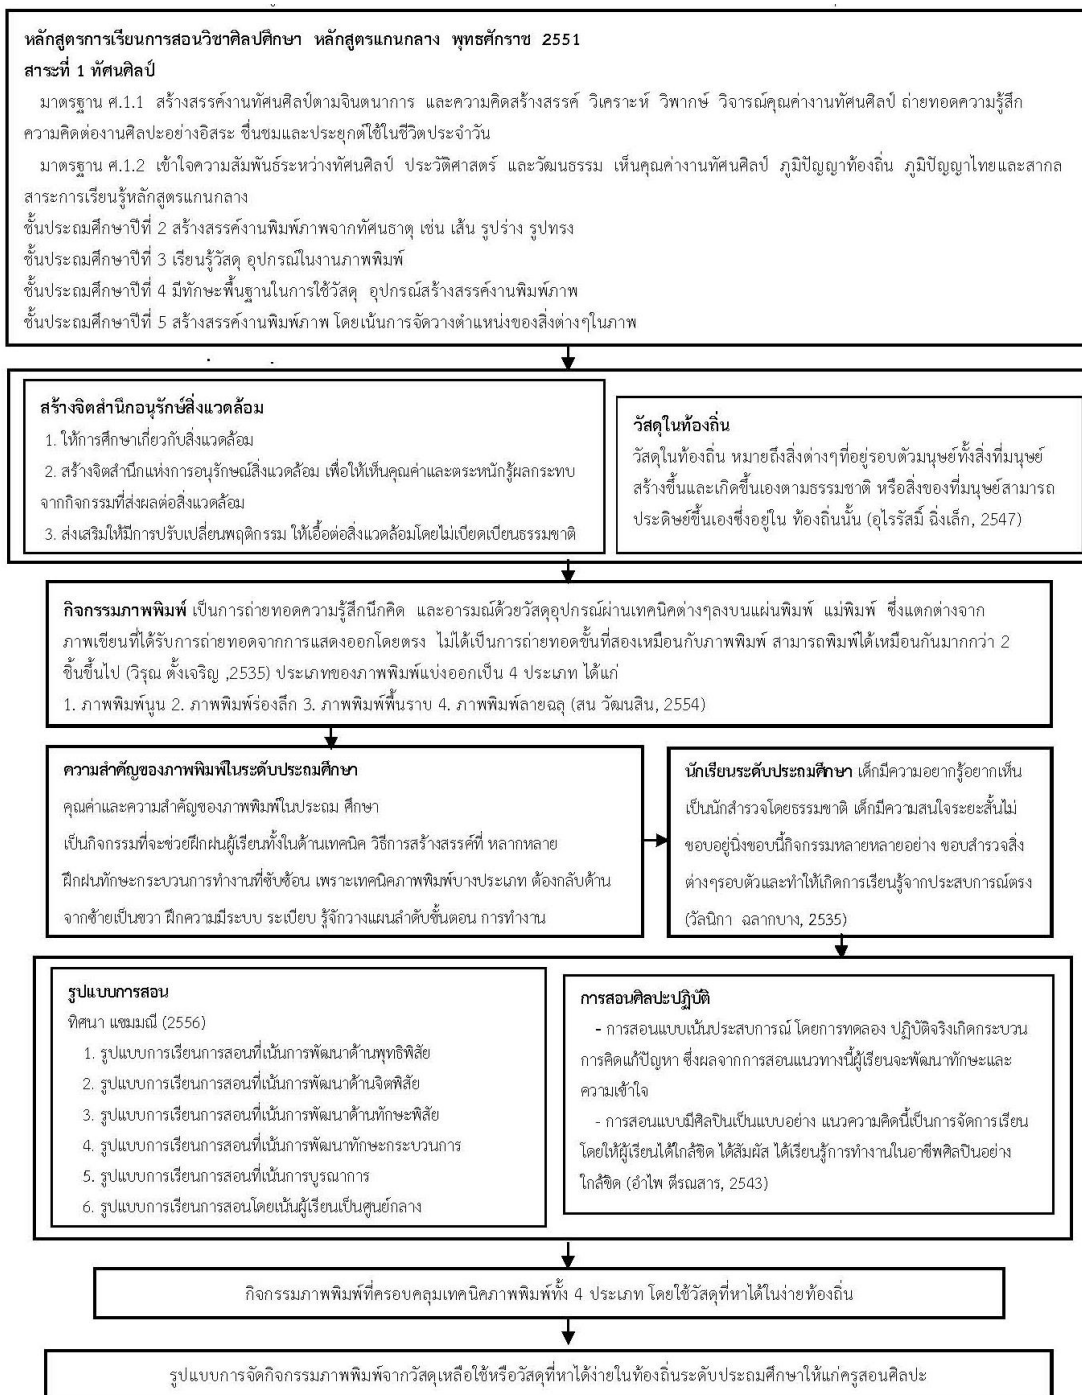 หลักสูตรการเรียนการสอนวิชาศิลปศึกษา หลักสูตรแกนกลาง พุทธศักราช 2551
สาระที่ 1 ทัศนศิลป์
มาตรฐาน ศ.1.1 สร้างสรรค์งานทัศนศิลป์ตามจินตนาการ และความคิดสร้างสรรค์ วิเคราะห์ วิพากษ์ วิจารณ์คุณค่างานทัศนศิลป์ ถ่ายทอดความรู้สึก
ความคิดต่องานศิลปะอย่างอิสระ ชื่นชมและประยุกต์ใช้ในชีวิตประจำวัน
มาตรฐาน ศ.1.2 เข้าใจความสัมพันธ์ระหว่างทัศนศิลป์ ประวัติศาสตร์ และวัฒนธรรม เห็นคุณค่างานทัศนศิลป์ ภูมิปัญญาท้องถิ่น ภูมิปัญญาไทยและสากล
สาระการเรียนรู้หลักสูตรแกนกลาง
ชั้นประถมศึกษาปีที่ 2 สร้างสรรค์งานพิมพ์ภาพจากทัศนธาตุ เช่น เส้น รูปร่าง รูปทรง
ชั้นประถมศึกษาปีที่ 3 เรียนรู้วัสดุ อุปกรณ์ในงานภาพพิมพ์
ชั้นประถมศึกษาปีที่ 4 มีทักษะพื้นฐานในการใช้วัสดุ อุปกรณ์สร้างสรรค์งานพิมพ์ภาพ
ชั้นประถมศึกษาปีที่ 5 สร้างสรรค์งานพิมพ์ภาพ โดยเน้นการจัดวางตำแหน่งของสิ่งต่างๆในภาพ
สร้างจิตสำนึกอนุรักษ์สิ่งแวดล้อม
1. ให้การศึกษาเกี่ยวกับสิ่งแวดล้อม
2. สร้างจิตสำนึกแห่งการอนุรักษณ์สิ่งแวดล้อม เพื่อให้เห็นคุณค่าและตระหนักรู้ผลกระทบ
จากกิจกรรมที่ส่งผลต่อสิ่งแวดล้อม
3. ส่งเสริมให้มีการปรับเปลี่ยนพฤติกรรม ให้เอื้อต่อสิ่งแวดล้อมโดยไม่เบียดเบียนธรรมชาติ
วัสดุในท้องถิ่น
วัสดุในท้องถิ่น หมายถึงสิ่งต่างๆที่อยู่รอบตัวมนุษย์ทั้งสิ่งที่มนุษย์
สร้างขึ้นและเกิดขึ้นเองตามธรรมชาติ หรือสิ่งของที่มนุษย์สามารถ
ประดิษย์ขึ้นเองซึ่งอยู่ใน ท้องถิ่นนั้น (อุไรรัสมิ์ ฉิ่งเล็ก, 2547)
กิจกรรมภาพพิมพ์ เป็นการถ่ายทอดความรู้สึกนึกคิด และอารมณ์ด้วยวัสดุอุปกรณ์ผ่านเทคนิคต่างๆลงบนแผ่นพิมพ์ แม่พิมพ์ ซึ่งแตกต่างจาก
ภาพเขียนที่ได้รับการถ่ายทอดจากการแสดงออกโดยตรง ไม่ได้เป็นการถ่ายทอดขั้นที่สองเหมือนกับภาพพิมพ์ สามารถพิมพ์ได้เหมือนกันมากกว่า 2
ชิ้นขึ้นไป (วิรุณ ตั้งเจริญ ,2535) ประเภทของภาพพิมพ์แบ่งออกเป็น 4 ประเภท ได้แก่
1. ภาพพิมพ์นูน 2. ภาพพิมพ์ร่องลึก 3. ภาพพิมพ์พื้นราบ 4. ภาพพิมพ์ลายฉลุ (สน วัฒนสิน, 2554)
ความสำคัญของภาพพิมพ์ในระดับประถมศึกษา
คุณค่าและความสำคัญของภาพพิมพ์ในประถม ศึกษา
เป็นกิจกรรมที่จะช่วยฝึกฝนผู้เรียนทั้งในด้านเทคนิค วิธีการสร้างสรรค์ที่ หลากหลาย
ฝึกฝนทักษะกระบวนการทำงานที่ซับซ้อน เพราะเทคนิคภาพพิมพ์บางประเภท ต้องกลับด้าน
จากซ้ายเป็นขวา ฝึกความมีระบบ ระเบียบ รู้จักวางแผนลำดับขั้นตอน การทำงาน
นักเรียนระดับประถมศึกษา เด็กมีความอยากรู้อยากเห็น
เป็นนักสำรวจโดยธรรมชาติ เด็กมีความสนใจระยะสั้นไม่
ชอบอยู่นิ่งชอบนี้กิจกรรมหลายหลายอย่าง ชอบสำรวจสิ่ง
ต่างๆรอบตัวและทำให้เกิดการเรียนรู้จากประสบการณ์ตรง
(วัลนิกา ฉลากบาง, 2535)
รูปแบบการสอน
ทิศนา แขมมณี (2556)
1. รูปแบบการเรียนการสอนที่เน้นการพัฒนาด้านพุทธิพิสัย
2. รูปแบบการเรียนการสอนที่เน้นการพัฒนาด้านจิตพิสัย
3. รูปแบบการเรียนการสอนที่เน้นการพัฒนาด้านทักษะพิสัย
4. รูปแบบการเรียนการสอนที่เน้นการพัฒนาทักษะกระบวนการ
5. รูปแบบการเรียนการสอนที่เน้นการบูรณาการ
6. รูปแบบการเรียนการสอนโดยเน้นผู้เรียนเป็นศูนย์กลาง
การสอนศิลปะปฏิบัติ
- การสอนแบบเน้นประสบการณ์ โดยการทดลอง ปฏิบัติจริงเกิดกระบวน
การคิดแก้ปัญหา ซึ่งผลจากการสอนแนวทางนี้ผู้เรียนจะพัฒนาทักษะและ
ความเข้าใจ
- การสอนแบบมีศิลปินเป็นแบบอย่าง แนวความคิดนี้เป็นการจัดการเรียน
โดยให้ผู้เรียนได้ใกล้ชิด ได้สัมผัส ได้เรียนรู้การทำงานในอาชีพศิลปินอย่าง
ใกล้ชิด (อำไพ ตีรณสาร, 2543)
กิจกรรมภาพพิมพ์ที่ครอบคลุมเทคนิคภาพพิมพ์ทั้ง 4 ประเภท โดยใช้วัสดุที่หาได้ในง่ายท้องถิ่น
รูปแบบการจัดกิจกรรมภาพพิมพ์จากวัสดุเหลือใช้หรือวัสดุที่หาได้ง่ายในท้องถิ่นระดับประถมศึกษาให้แก่ครูสอนศิลปะ